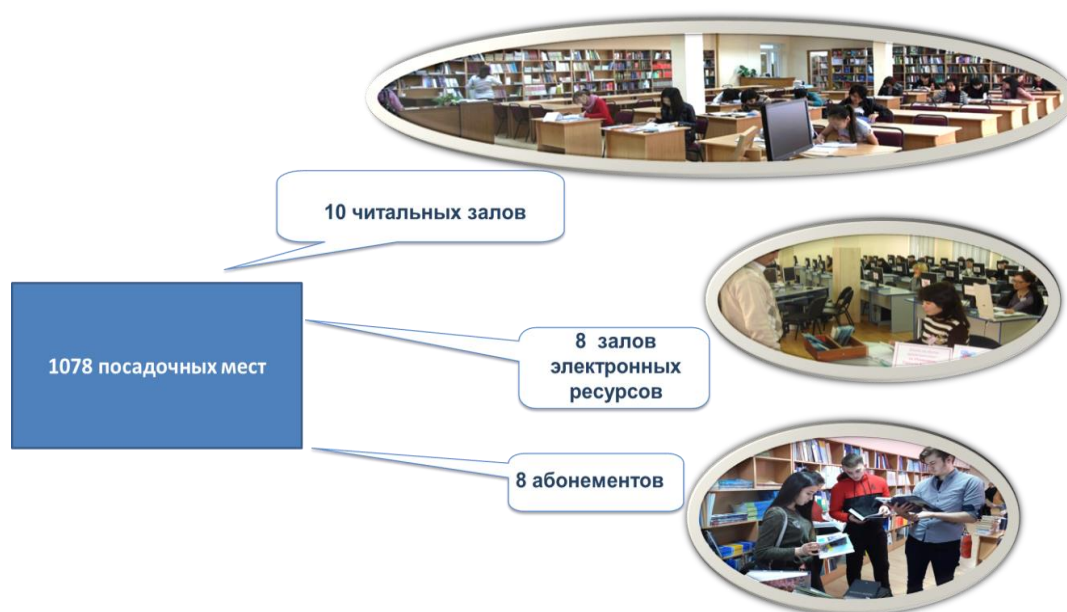 10 читальных залов
1078 посадочных мест
8 залов
электронных
ресурсов
8 абонементов